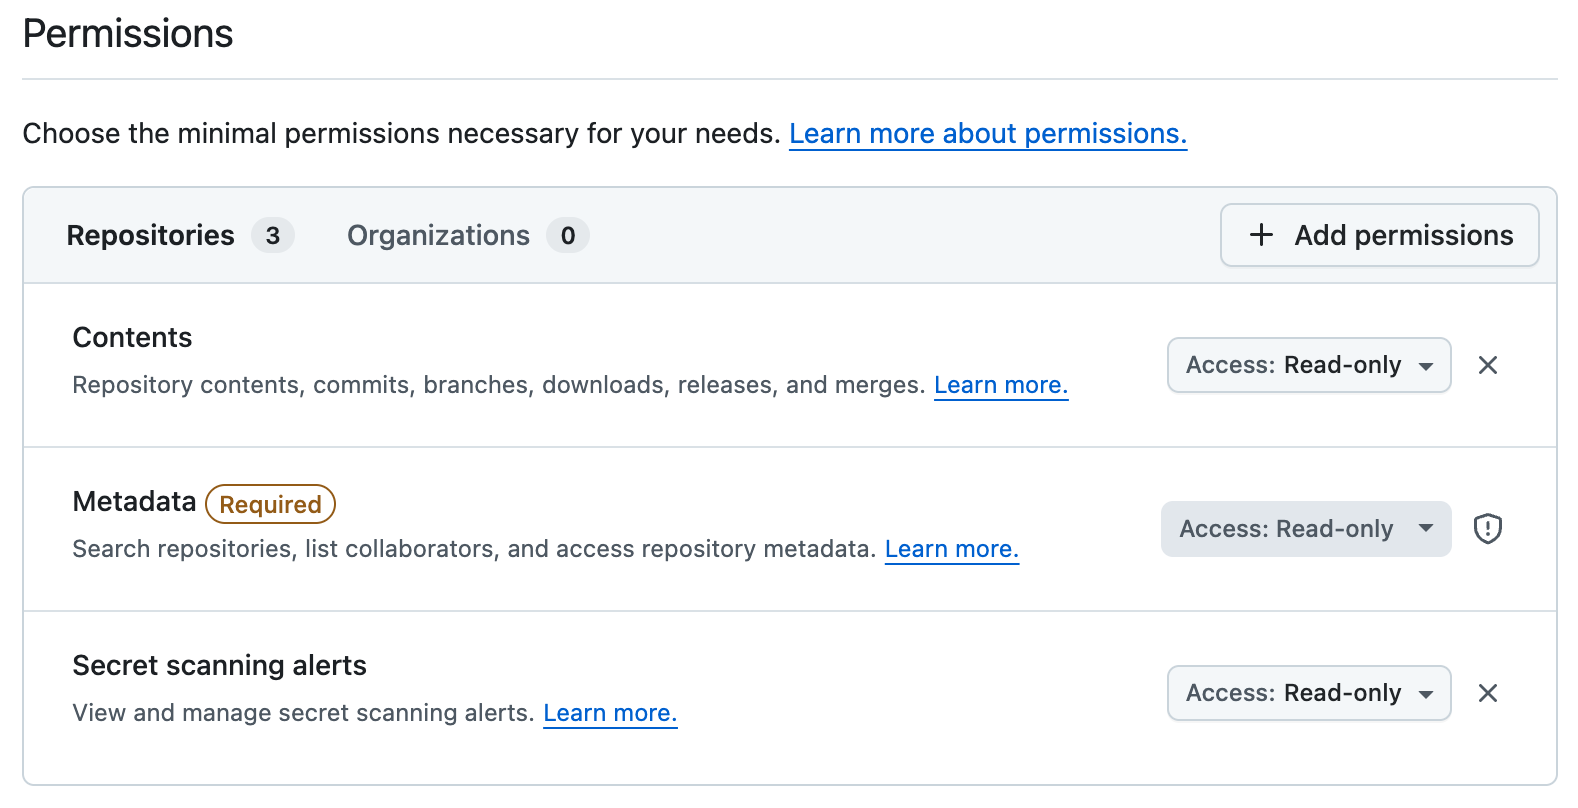 Permissions
Choose the minimal permissions necessary for your needs. Learn more about permissions.
Repositories 3 Organizations 0 + Add permissions
Contents
Repository contents, commits, branches, downloads, releases, and merges. Learn more.
Access: Read-only
Metadata Required
Search repositories, list collaborators, and access repository metadata. Learn more.
Access: Read-only
Secret scanning alerts
View and manage secret scanning alerts. Learn more.
Access: Read-only